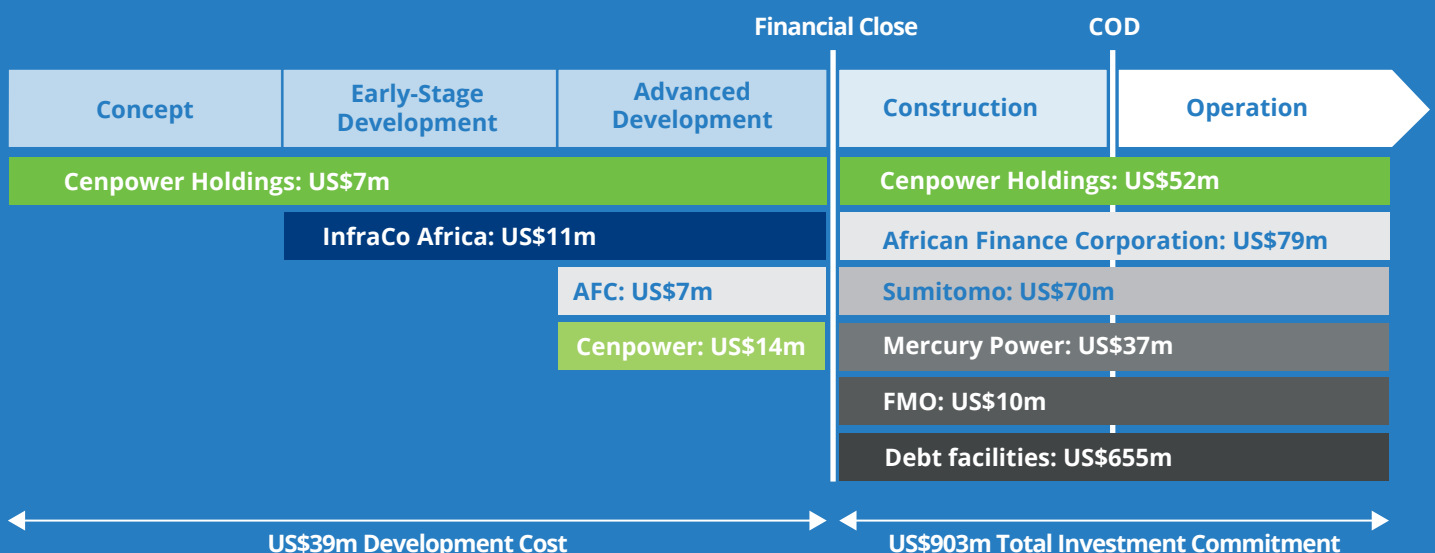 Financial Close
COD
Concept
Early-Stage
Development
Advanced
Development
Construction
Operation
Cenpower Holdings: US$7m
Cenpower Holdings: US$52m
InfraCo Africa: US$11m
African Finance Corporation: US$79m
AFC: US$7m
Sumitomo: US$70m
Cenpower: US$14m
Mercury Power: US$37m
FMO: US$10m
Debt facilities: US$655m
US$39m Development Cost
US$903m Total Investment Commitment